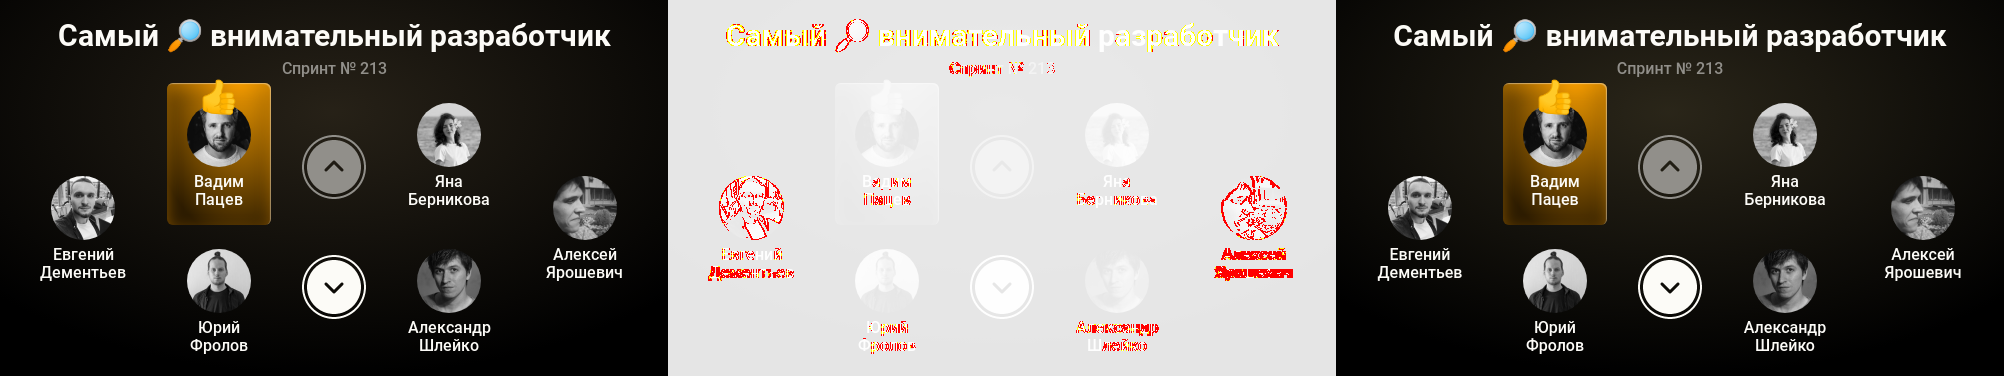 Самый 🔎 внимательный разработчик
Спринт № 213
Вадим
Пацев
Яна
Берникова
Евгений
Дементьев
Алексей
Ярошевич
Юрий
Фролов
Александр
Шлейко
Самый 🔎 внимательный разработчик
Спринт № 213
Вадим
Пацев
Яна
Берникова
Евгений
Дементьев
Алексей
Ярошевич
Юрий
Фролов
Александр
Шлейко
Самый 🔎 внимательный разработчик
Спринт № 213
Вадим
Пацев
Яна
Берникова
Евгений
Дементьев
Алексей
Ярошевич
Юрий
Фролов
Александр
Шлейко